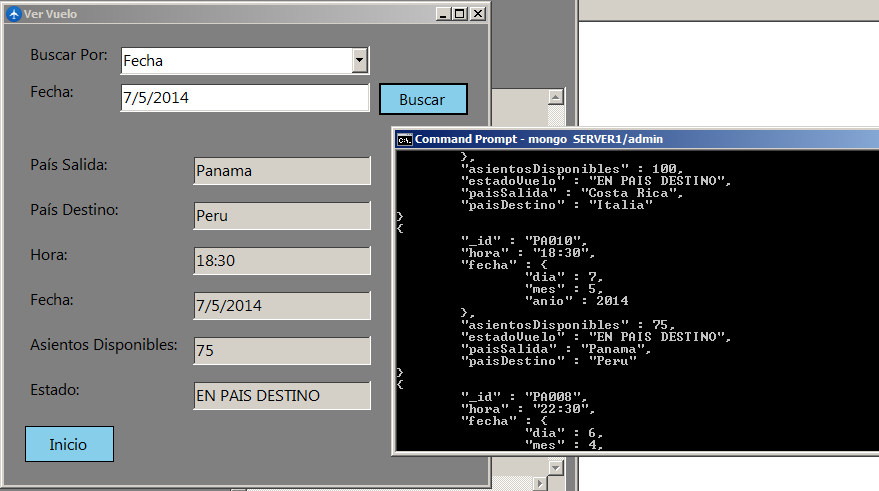 Ver Vuelo
Buscar Por: Fecha
Fecha: 7/5/2014 Buscar
País Salida: Panama
País Destino: Peru
Hora: 18:30
Fecha: 7/5/2014
Asientos Disponibles: 75
Estado: EN PAIS DESTINO
Inicio
Command Prompt - mongo SERVER1/admin
},
"asientosDisponibles" : 100,
"estadoVuelo" : "EN PAIS DESTINO",
"paisSalida" : "Costa Rica",
"paisDestino" : "Italia"
}
{
"_id" : "PA010",
"hora" : "18:30",
"fecha" : {
"dia" : 7,
"mes" : 5,
"anio" : 2014
},
"asientosDisponibles" : 75,
"estadoVuelo" : "EN PAIS DESTINO",
"paisSalida" : "Panama",
"paisDestino" : "Peru"
}
{
"_id" : "PA008",
"hora" : "22:30",
"fecha" : {
"dia" : 6,
"mes" : 4,